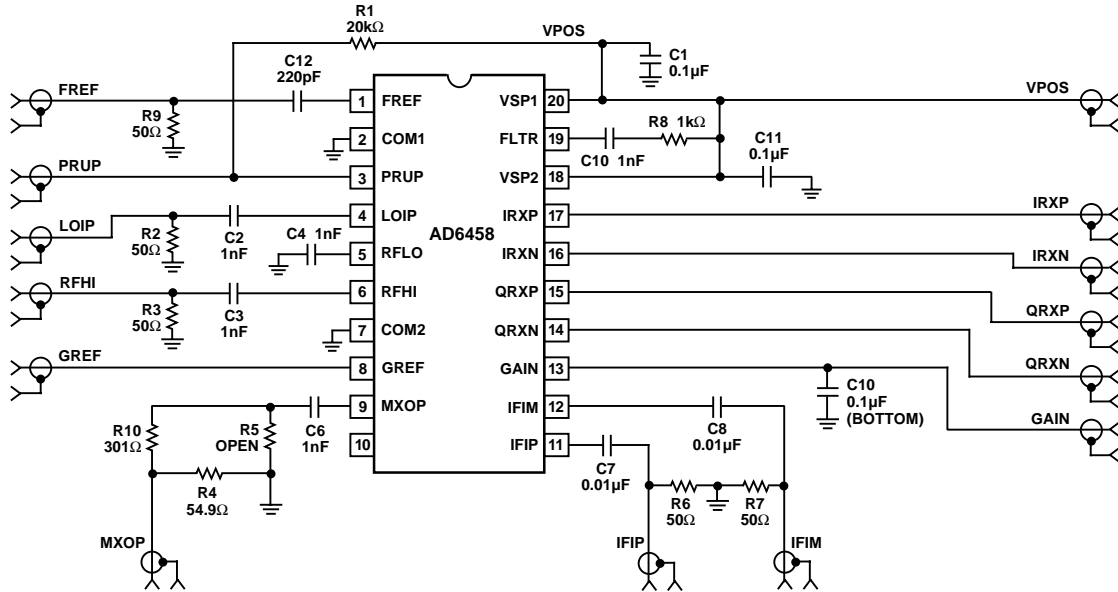 R1
20kΩ
VPOS
C12
220pF
C1
0.1µF
FREF
R9
50Ω
PRUP
LOIP
R2
50Ω
C2
1nF
C4 1nF
RFHI
R3
50Ω
C3
1nF
GREF
R10
301Ω
R5
OPEN
C6
1nF
R4
54.9Ω
MXOP
1 FREF
2 COM1
3 PRUP
4 LOIP
5 RFLO
6 RFHI
7 COM2
8 GREF
9 MXOP
10
AD6458
VSP1 20
FLTR 19
VSP2 18
IRXP 17
IRXN 16
QRXP 15
QRXN 14
GAIN 13
IFIM 12
IFIP 11
R8 1kΩ
C10 1nF
C11
0.1µF
VPOS
IRXP
IRXN
QRXP
QRXN
GAIN
C10
0.1µF
(BOTTOM)
C8
0.01µF
C7
0.01µF
R6
50Ω
R7
50Ω
IFIP
IFIM